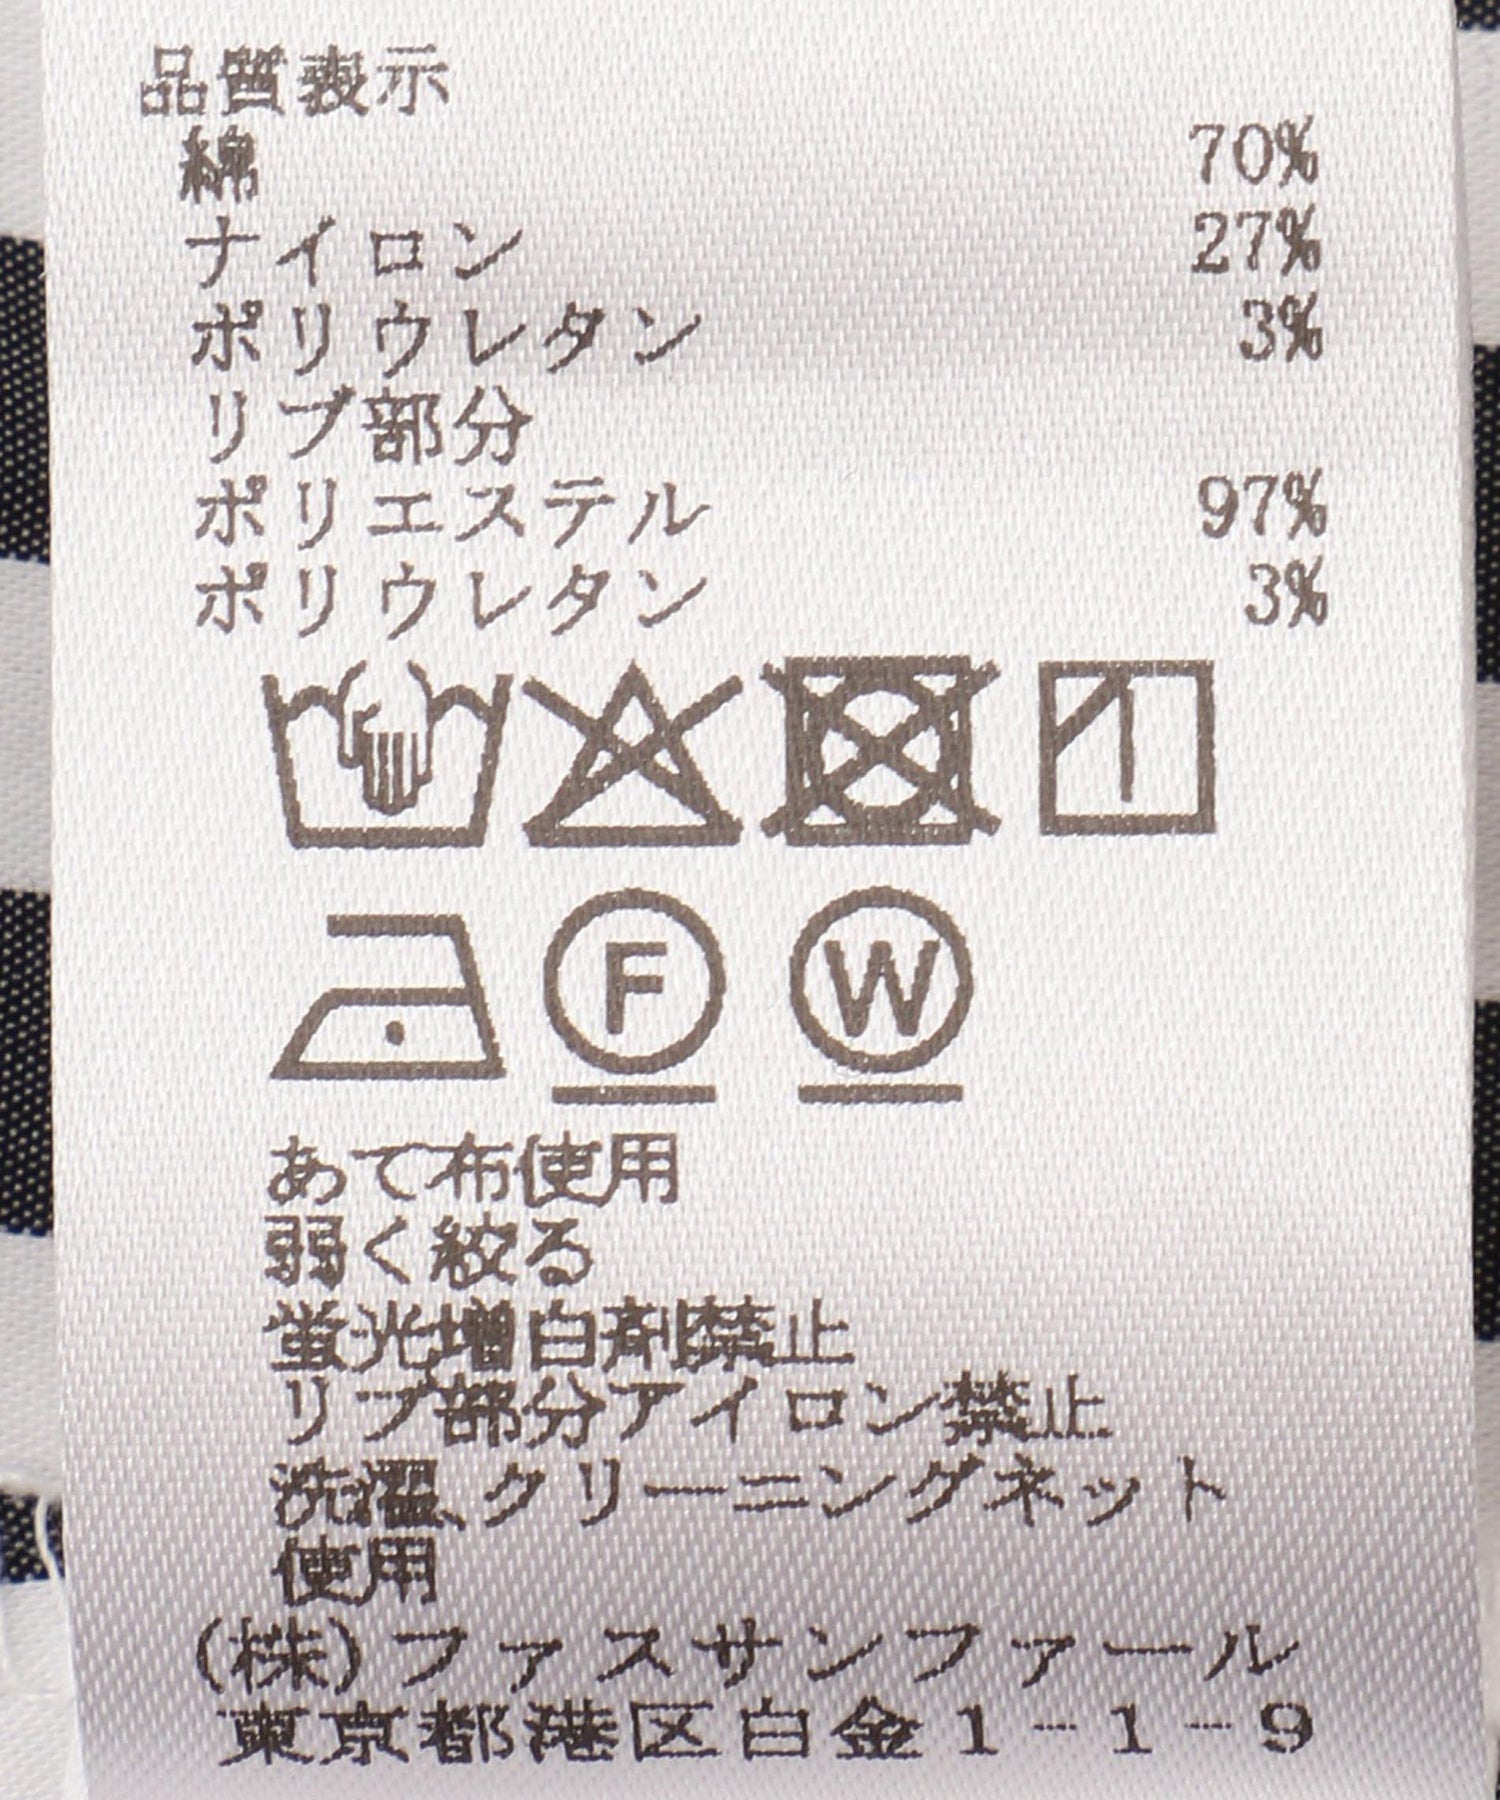 品質表示
綿 70%
ナイロン 27%
ポリウレタン 3%
リブ部分
ポリエステル 97%
ポリウレタン 3%
F W
あて布使用
弱く絞る
蛍光増白剤禁止
リブ部分アイロン禁止
洗濯、クリーニングネット
使用
(株)ファスサンファール
東京都港区白金1-1-9